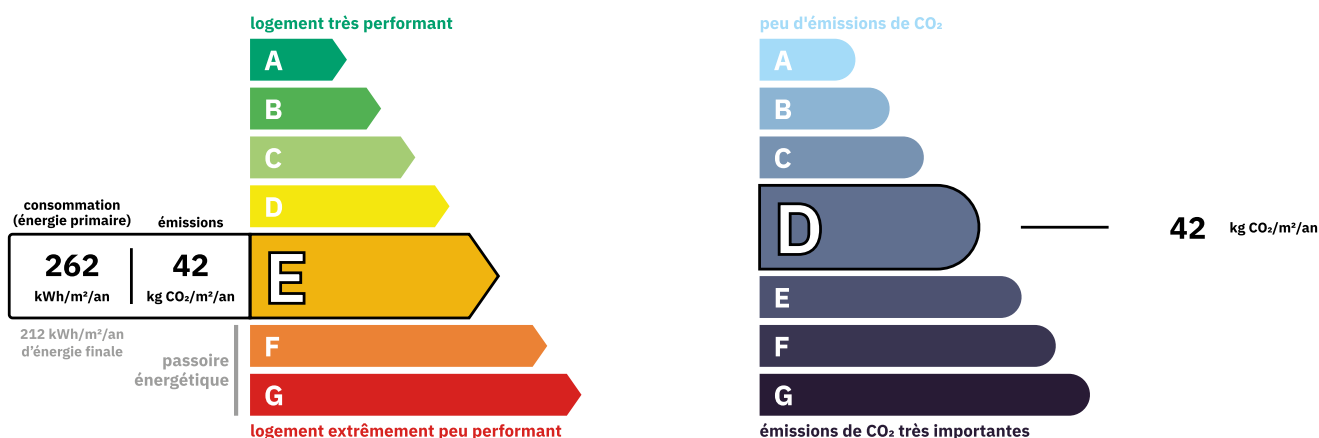 logement très performant
A
B
C
D
consommation
(énergie primaire)
émissions
262
kWh/m²/an
42
kg CO₂/m²/an
E
212 kWh/m²/an
d'énergie finale
passoire
énergétique
F
G
logement extrêmement peu performant
peu d'émissions de CO₂
A
B
C
D
42 kg CO₂/m²/an
E
F
G
émissions de CO₂ très importantes